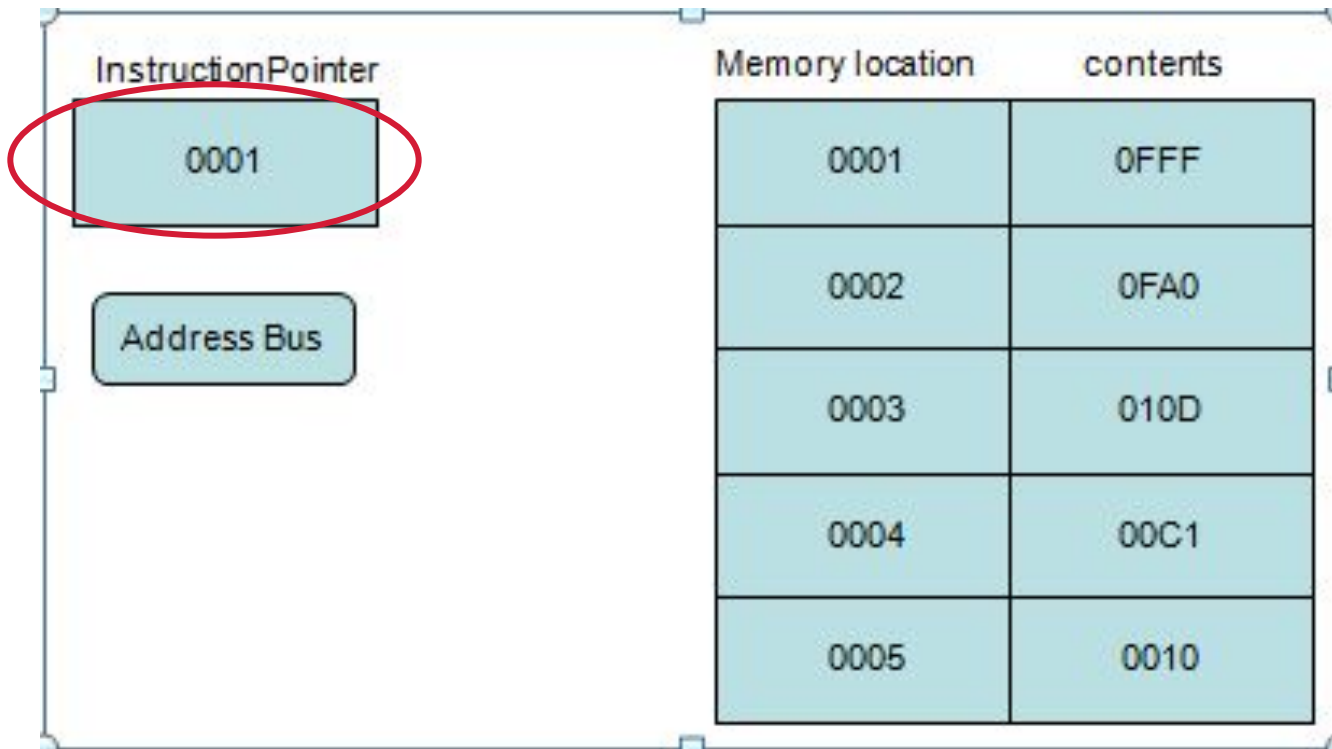 InstructionPointer
0001
Address Bus
Memory location contents
0001 0FFF
0002 0FA0
0003 010D
0004 00C1
0005 0010